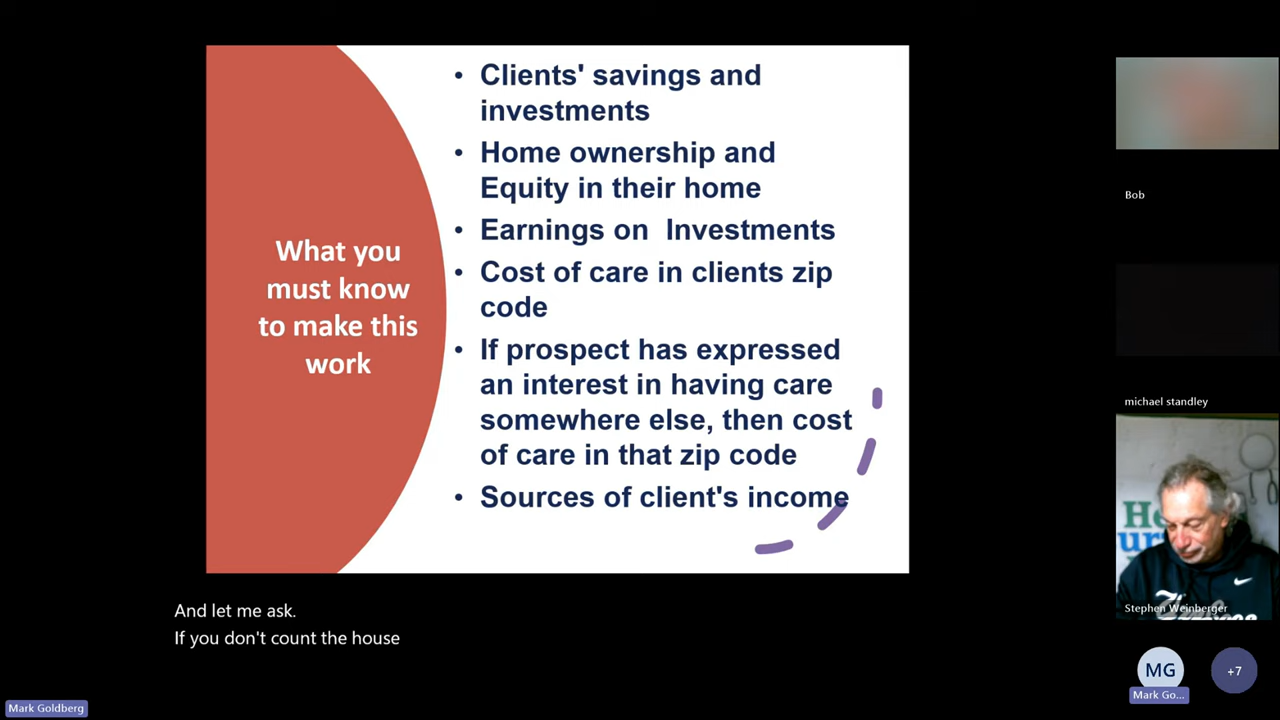 What you
must know
to make this
work
• Clients' savings and
investments
• Home ownership and
Equity in their home
• Earnings on  Investments
• Cost of care in clients zip
code
• If prospect has expressed
an interest in having care
somewhere else, then cost
of care in that zip code
• Sources of client's income
And let me ask.
If you don't count the house
Mark Goldberg
Bob
michael standley
Stephen Weinberger
MG
Mark Go...
+7